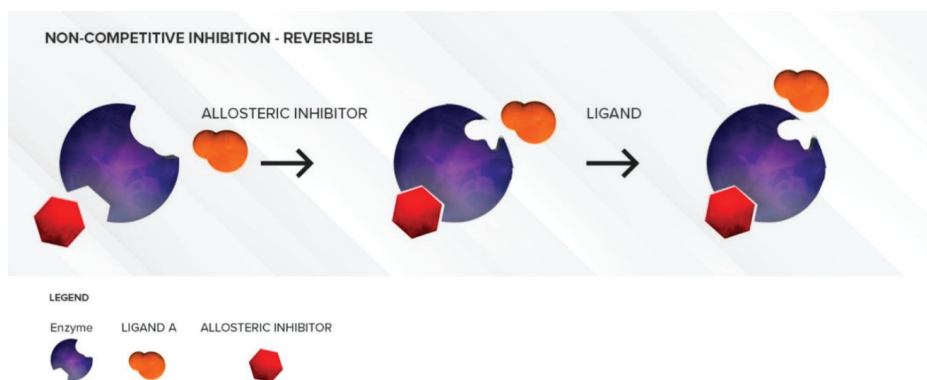 NON-COMPETITIVE INHIBITION - REVERSIBLE
ALLOSTERIC INHIBITOR
LIGAND
LEGEND
Enzyme
LIGAND A
ALLOSTERIC INHIBITOR